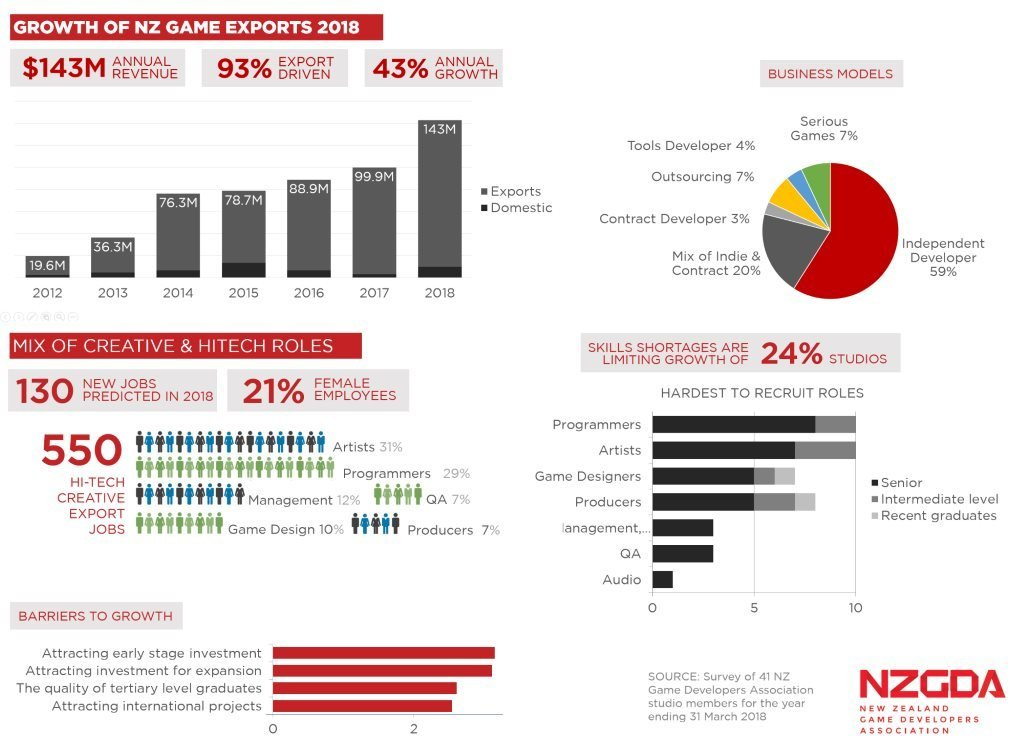 GROWTH OF NZ GAME EXPORTS 2018
$143M ANNUAL REVENUE
93% EXPORT DRIVEN
43% ANNUAL GROWTH
143M
99.9M
88.9M
78.7M
76.3M
36.3M
19.6M
2012 2013 2014 2015 2016 2017 2018
Exports
Domestic
BUSINESS MODELS
Serious
Games 7%
Tools Developer 4%
Outsourcing 7%
Contract Developer 3%
Mix of Indie &
Contract 20%
Independent
Developer
59%
MIX OF CREATIVE & HITECH ROLES
130 NEW JOBS
PREDICTED IN 2018
21% FEMALE
EMPLOYEES
550
HI-TECH
CREATIVE
EXPORT
JOBS
Artists 31%
Programmers 29%
Management 12%
QA 7%
Game Design 10%
Producers 7%
SKILLS SHORTAGES ARE
LIMITING GROWTH OF 24% STUDIOS
HARDEST TO RECRUIT ROLES
Programmers
Artists
Game Designers
Producers
anagement,...
QA
Audio
0 5 10
Senior
Intermediate level
Recent graduates
BARRIERS TO GROWTH
Attracting early stage investment
Attracting investment for expansion
The quality of tertiary level graduates
Attracting international projects
0 2
SOURCE: Survey of 41 NZ
Game Developers Association
studio members for the year
ending 31 March 2018
NZGDA
NEW ZEALAND
GAME DEVELOPERS
ASSOCIATION